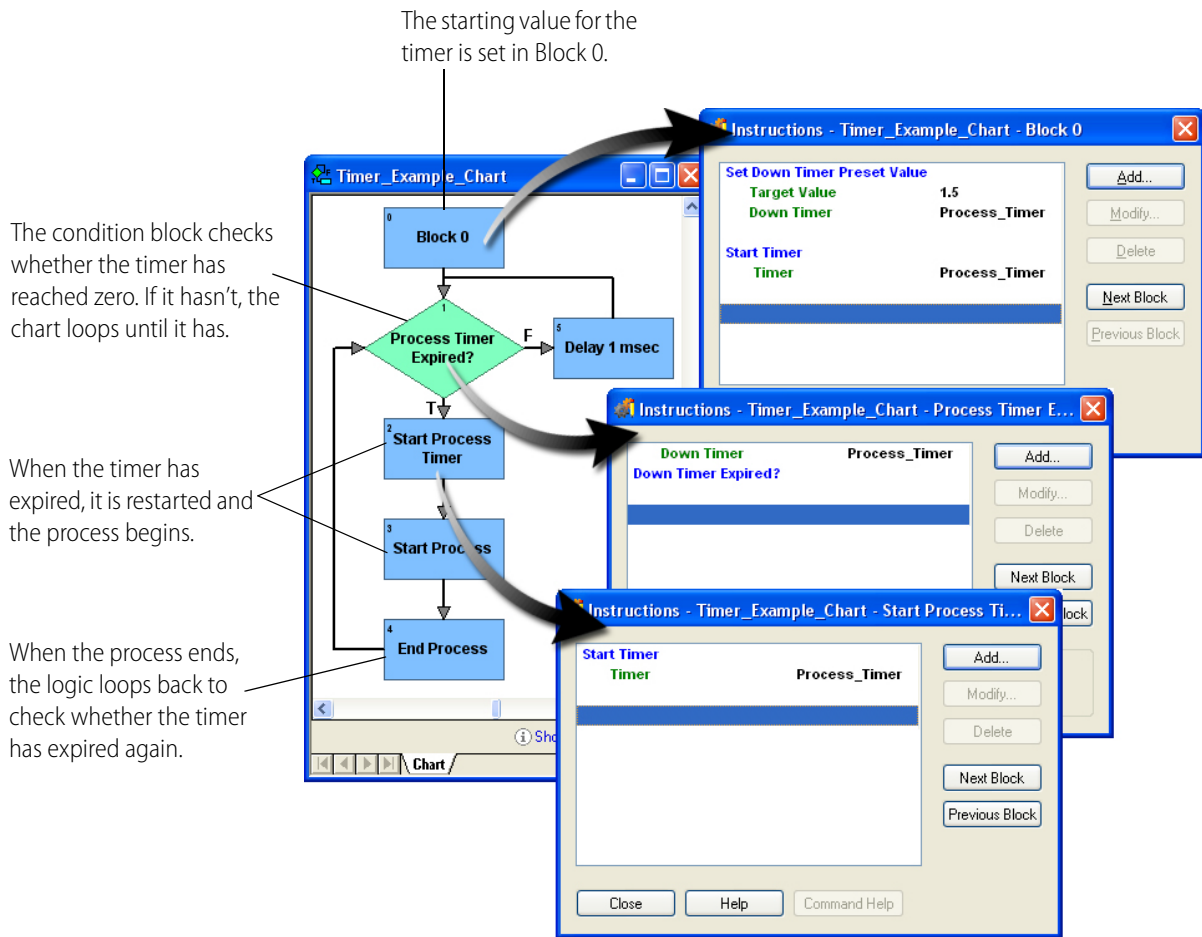 The starting value for the
timer is set in Block 0.
The condition block checks
whether the timer has
reached zero. If it hasn't, the
chart loops until it has.
When the timer has
expired, it is restarted and
the process begins.
When the process ends,
the logic loops back to
check whether the timer
has expired again.
Timer_Example_Chart
0
Block 0
1
Process Timer
Expired?
F
5
Delay 1 msec
T
2
Start Process
Timer
3
Start Process
4
End Process
Chart
Instructions - Timer_Example_Chart - Block 0
Set Down Timer Preset Value
Target Value 1.5
Down Timer Process_Timer
Start Timer
Timer Process_Timer
Add...
Modify...
Delete
Next Block
Previous Block
Instructions - Timer_Example_Chart - Process Timer E...
Down Timer Process_Timer
Down Timer Expired?
Add...
Modify...
Delete
Next Block
lock
Instructions - Timer_Example_Chart - Start Process Ti...
Start Timer
Timer Process_Timer
Add...
Modify...
Delete
Next Block
Previous Block
Close
Help
Command Help